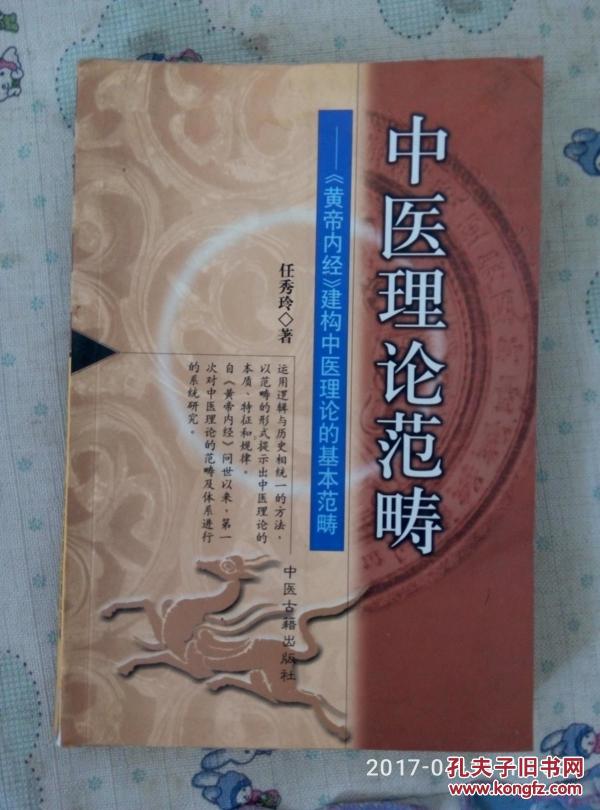 中医理论范畴
——《黄帝内经》建构中医理论的基本范畴
任秀玲◇著
运用逻辑与历史相统一的方法，
以范畴的形式提示出中医理论的
本质、特征和规律。
自《黄帝内经》问世以来，第一
次对中医理论的范畴及体系进行
的系统研究。
中医古籍出版社
2017-04
孔夫子旧书网
www.kongfz.com